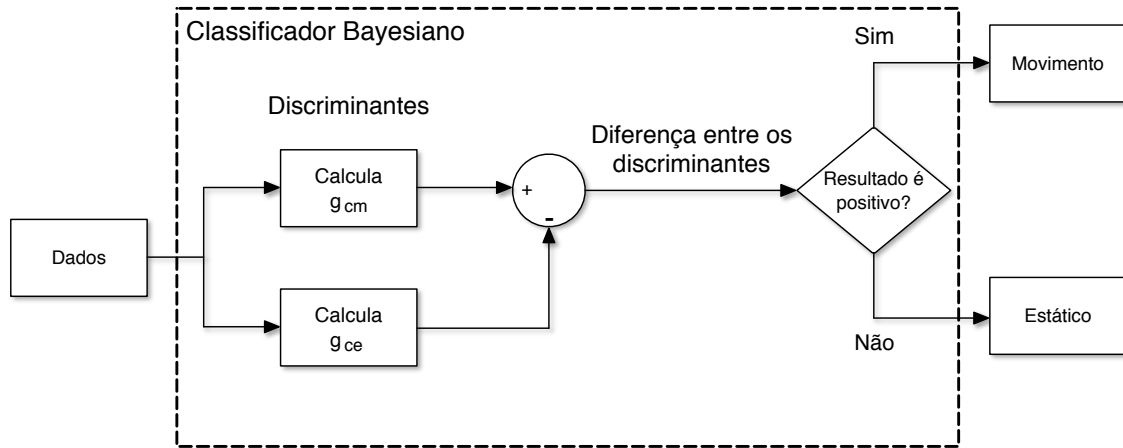 Classificador Bayesiano
Sim
Movimento
Discriminantes
Diferença entre os
discriminantes
Calcula
g cm
+
-
Resultado é
positivo?
Dados
Calcula
g ce
Estático
Não